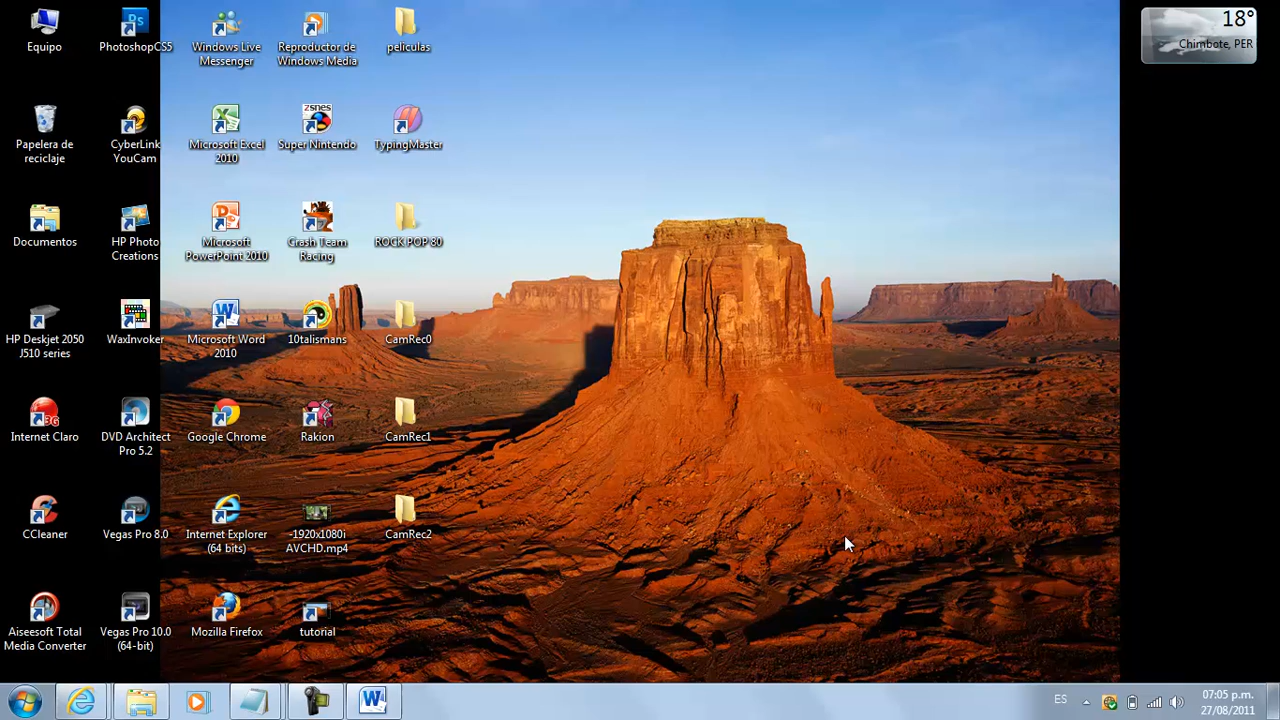 Equipo
PhotoshopCS5
Windows Live
Messenger
Reproductor de
Windows Media
peliculas
18°
Chimbote, PER
Papelera de
reciclaje
CyberLink
YouCam
Microsoft Excel
2010
ZSNES
Super Nintendo
TypingMaster
Documentos
HP Photo
Creations
Microsoft
PowerPoint 2010
Crash Team
Racing
ROCK POP 80
HP Deskjet 2050
J510 series
WaxInvoker
Microsoft Word
2010
10talismans
CamRec0
3G
Internet Claro
DVD Architect
Pro 5.2
Google Chrome
Rakion
CamRec1
CCleaner
Vegas Pro 8.0
Internet Explorer
(64 bits)
-1920x1080i
AVCHD.mp4
CamRec2
Aiseesoft Total
Media Converter
Vegas Pro 10.0
(64-bit)
Mozilla Firefox
tutorial
ES
07:05 p.m.
27/08/2011